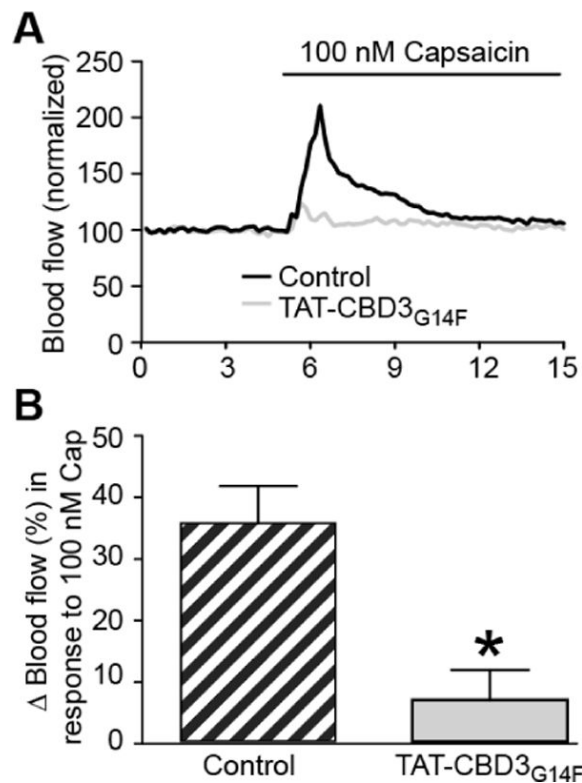 A
100 nM Capsaicin
Blood flow (normalized)
250
200
150
100
50
0
Control
TAT-CBD3G14F
0 3 6 9 12 15
B
Δ Blood flow (%) in
response to 100 nM Cap
50
40
30
20
10
0
*
Control TAT-CBD3G14F